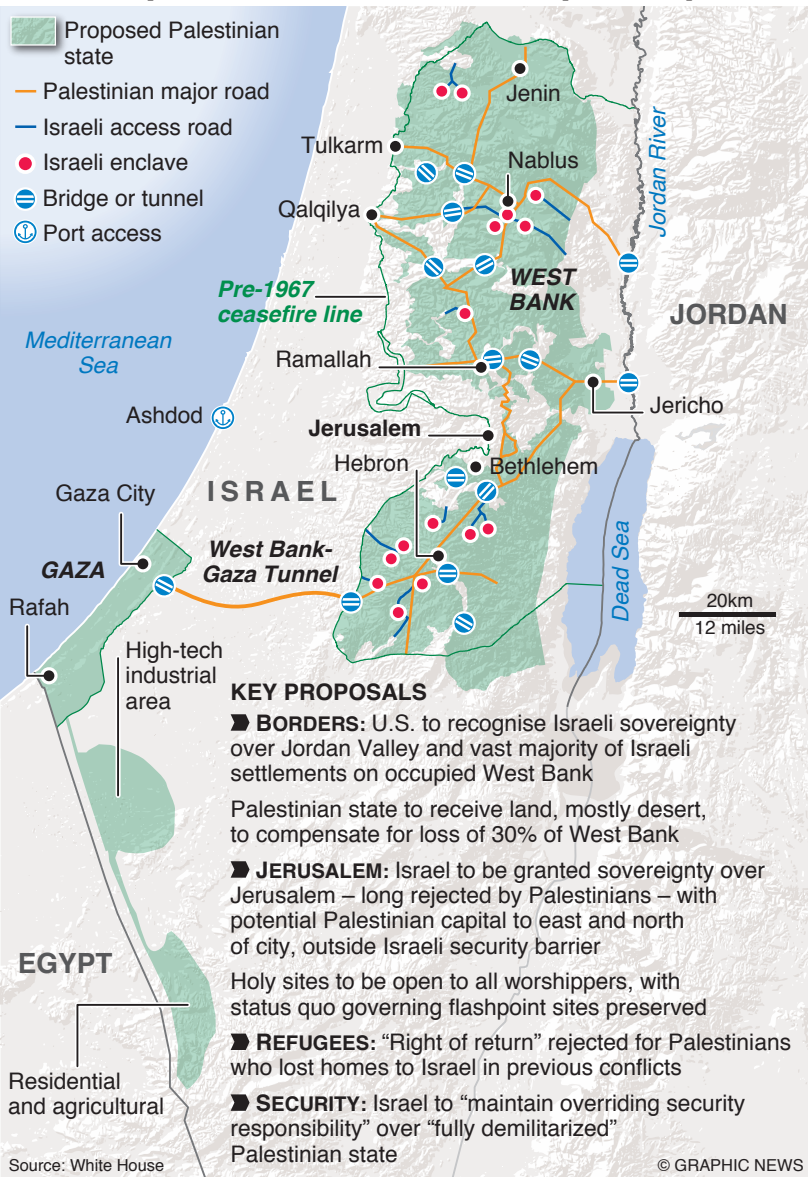 Proposed Palestinian
state
Palestinian major road
Israeli access road
Israeli enclave
Bridge or tunnel
Port access
Jenin
Tulkarm
Nablus
Qalqilya
Jordan River
Pre-1967
ceasefire line
WEST
BANK
JORDAN
Mediterranean
Sea
Ramallah
Jericho
Ashdod
Jerusalem
Hebron
Bethlehem
Gaza City
ISRAEL
GAZA
West Bank-
Gaza Tunnel
Dead Sea
Rafah
20km
12 miles
High-tech
industrial
area
KEY PROPOSALS
BORDERS: U.S. to recognise Israeli sovereignty
over Jordan Valley and vast majority of Israeli
settlements on occupied West Bank
Palestinian state to receive land, mostly desert,
to compensate for loss of 30% of West Bank
JERUSALEM: Israel to be granted sovereignty over
Jerusalem – long rejected by Palestinians – with
potential Palestinian capital to east and north
of city, outside Israeli security barrier
EGYPT
Holy sites to be open to all worshippers, with
status quo governing flashpoint sites preserved
REFUGEES: “Right of return” rejected for Palestinians
who lost homes to Israel in previous conflicts
Residential
and agricultural
SECURITY: Israel to “maintain overriding security
responsibility” over “fully demilitarized”
Palestinian state
Source: White House
© GRAPHIC NEWS